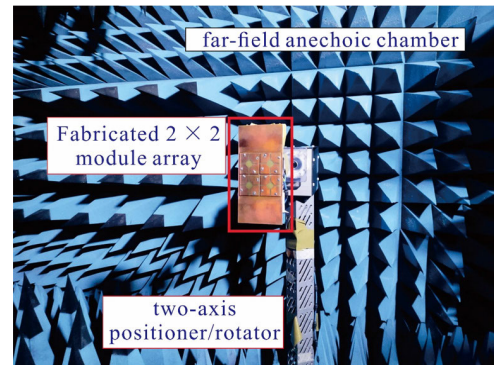 far-field anechoic chamber
Fabricated 2 × 2
module array
two-axis
positioner/rotator